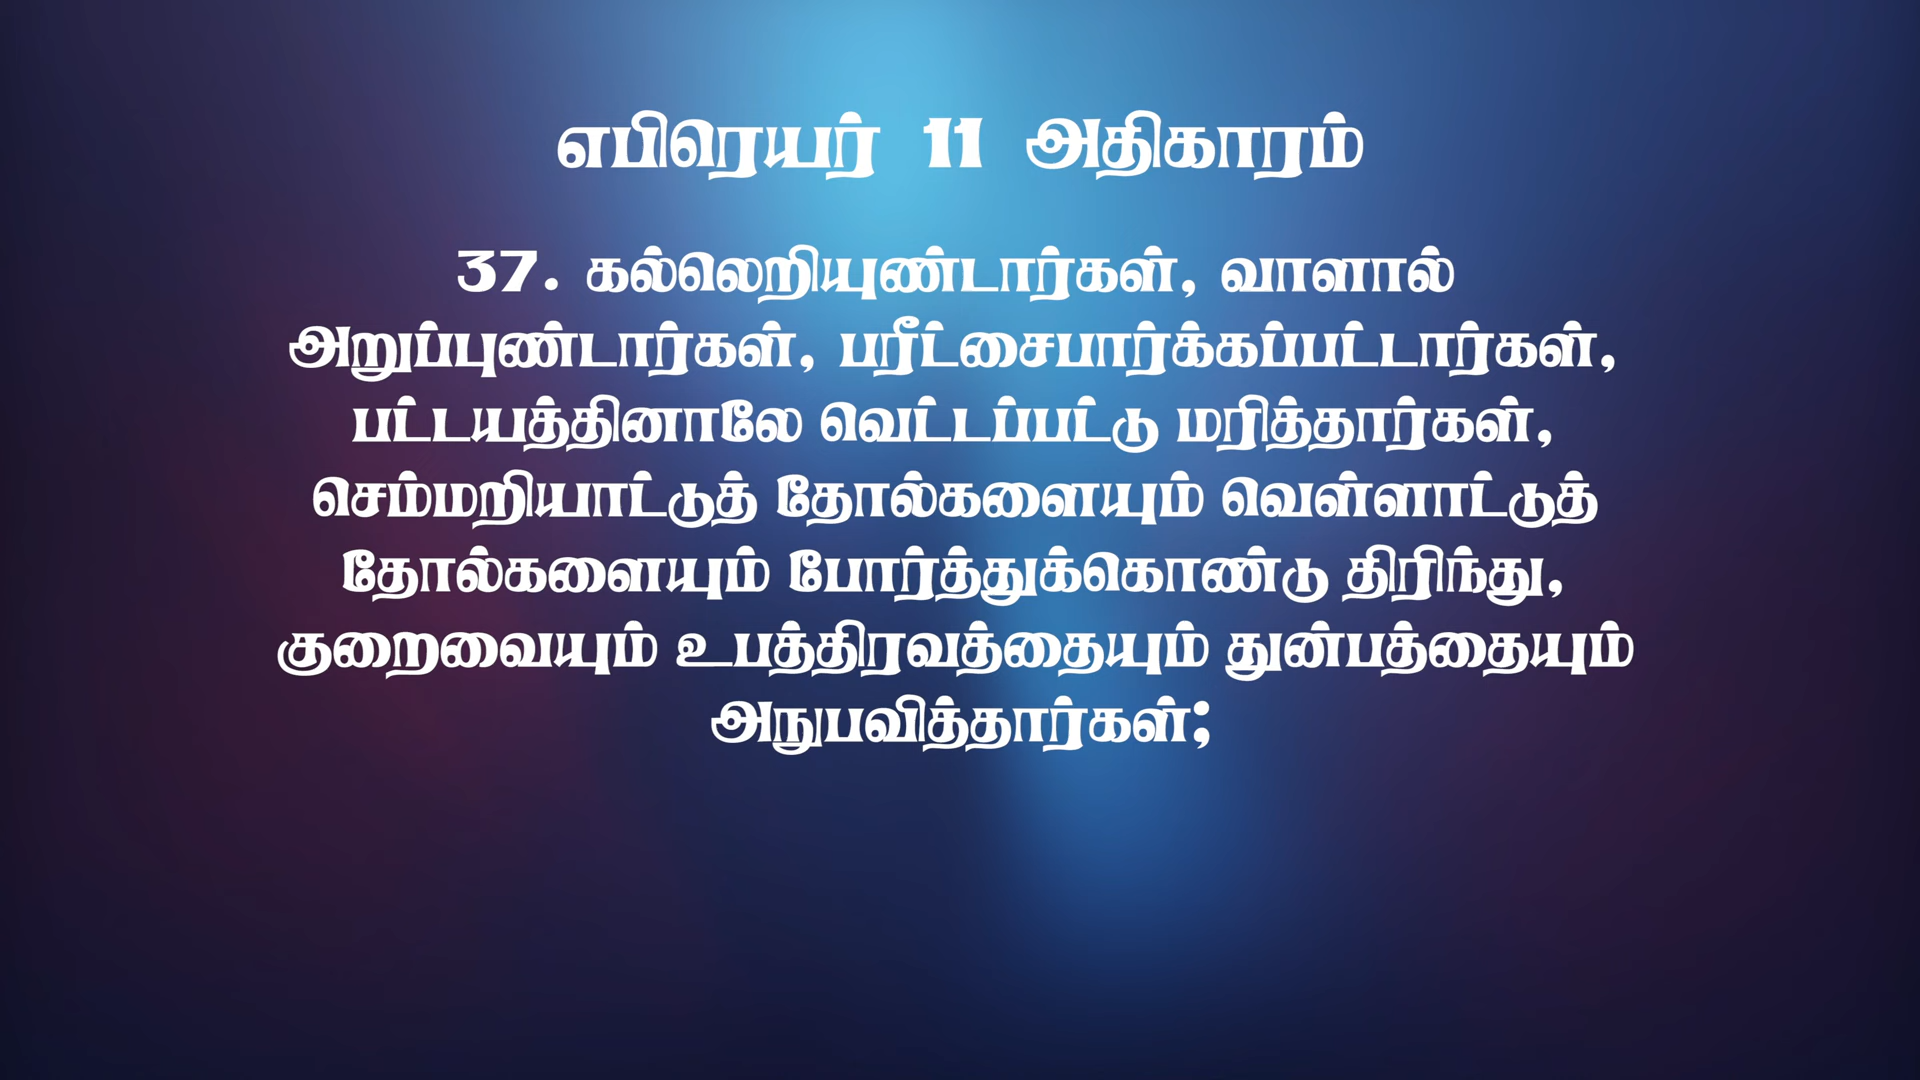 எபிரெயர் 11 அதிகாரம்
37. கல்லெறியுண்டார்கள், வாளால்
அறுப்புண்டார்கள், பரீட்சைபார்க்கப்பட்டார்கள்,
பட்டயத்தினாலே வெட்டப்பட்டு மரித்தார்கள்,
செம்மறியாட்டுத் தோல்களையும் வெள்ளாட்டுத்
தோல்களையும் போர்த்துக்கொண்டு திரிந்து,
குறைவையும் உபத்திரவத்தையும் துன்பத்தையும்
அநுபவித்தார்கள்;